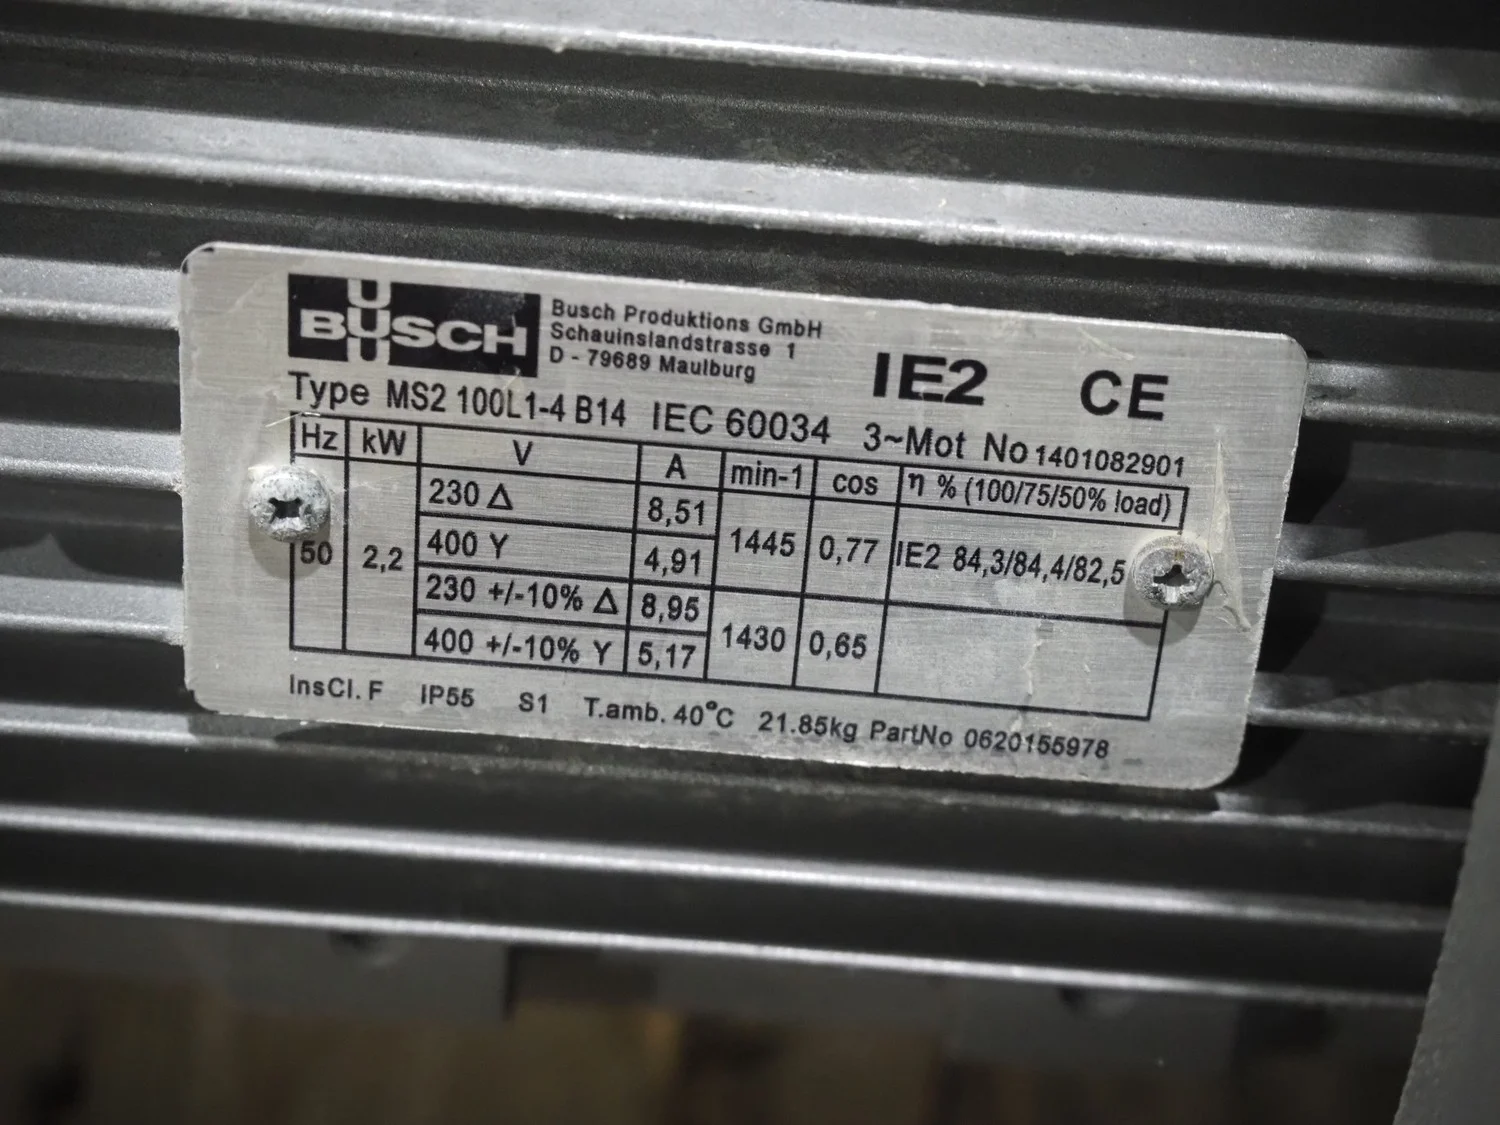 BUSCH
Busch Produktions GmbH
Schauinslandstrasse 1
D - 79689 Maulburg
IE2 CE
Type MS2 100L1-4 B14 IEC 60034 3~Mot No 1401082901
Hz kW V A min-1 cos η % (100/75/50% load)
50 2,2
230 Δ 8,51
400 Y 4,91
1445 0,77 IE2 84,3/84,4/82,5
230 +/-10% Δ 8,95
400 +/-10% Y 5,17
1430 0,65
InsCl. F IP55 S1 T.amb. 40°C 21.85kg PartNo 0620155978